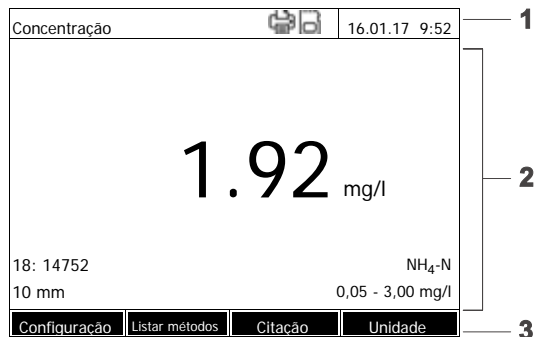 Concentração 16.01.17 9:52 1
1.92 mg/l 2
18: 14752 NH₄-N
10 mm 0,05 - 3,00 mg/l
Configuração Listar métodos Citação Unidade 3